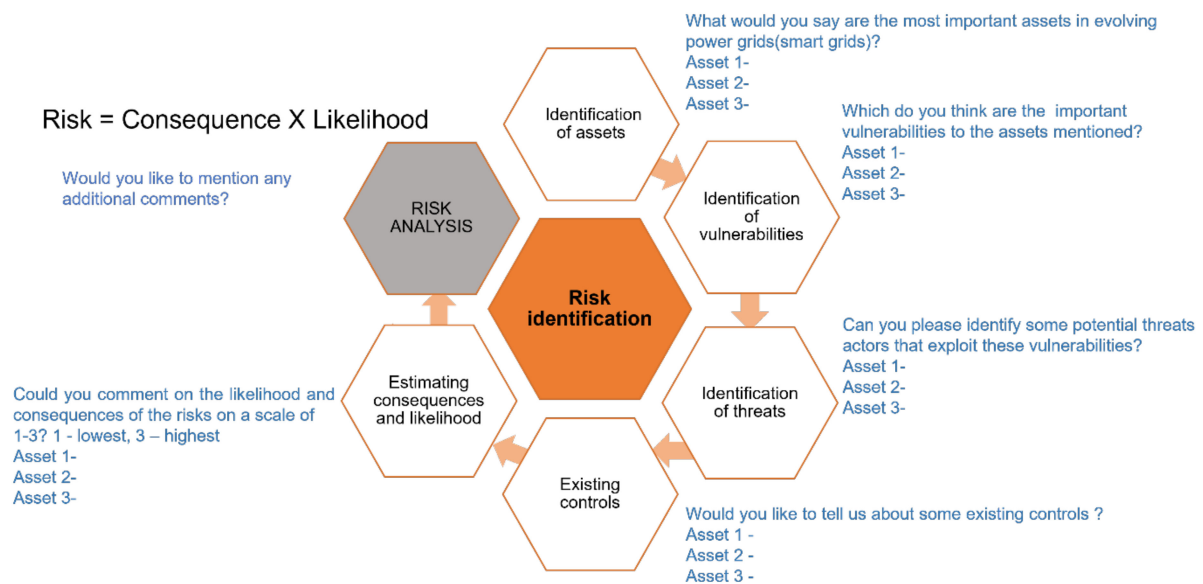 What would you say are the most important assets in evolving
power grids(smart grids)?
Asset 1-
Asset 2-
Asset 3-
Identification
of assets
Risk = Consequence X Likelihood
Which do you think are the important
vulnerabilities to the assets mentioned?
Asset 1-
Asset 2-
Asset 3-
Identification
of
vulnerabilities
Would you like to mention any
additional comments?
RISK
ANALYSIS
Risk
identification
Can you please identify some potential threats
actors that exploit these vulnerabilities?
Asset 1-
Asset 2-
Asset 3-
Identification
of threats
Estimating
consequences
and likelihood
Could you comment on the likelihood and
consequences of the risks on a scale of
1-3? 1 - lowest, 3 – highest
Asset 1-
Asset 2-
Asset 3-
Existing
controls
Would you like to tell us about some existing controls ?
Asset 1 -
Asset 2 -
Asset 3 -